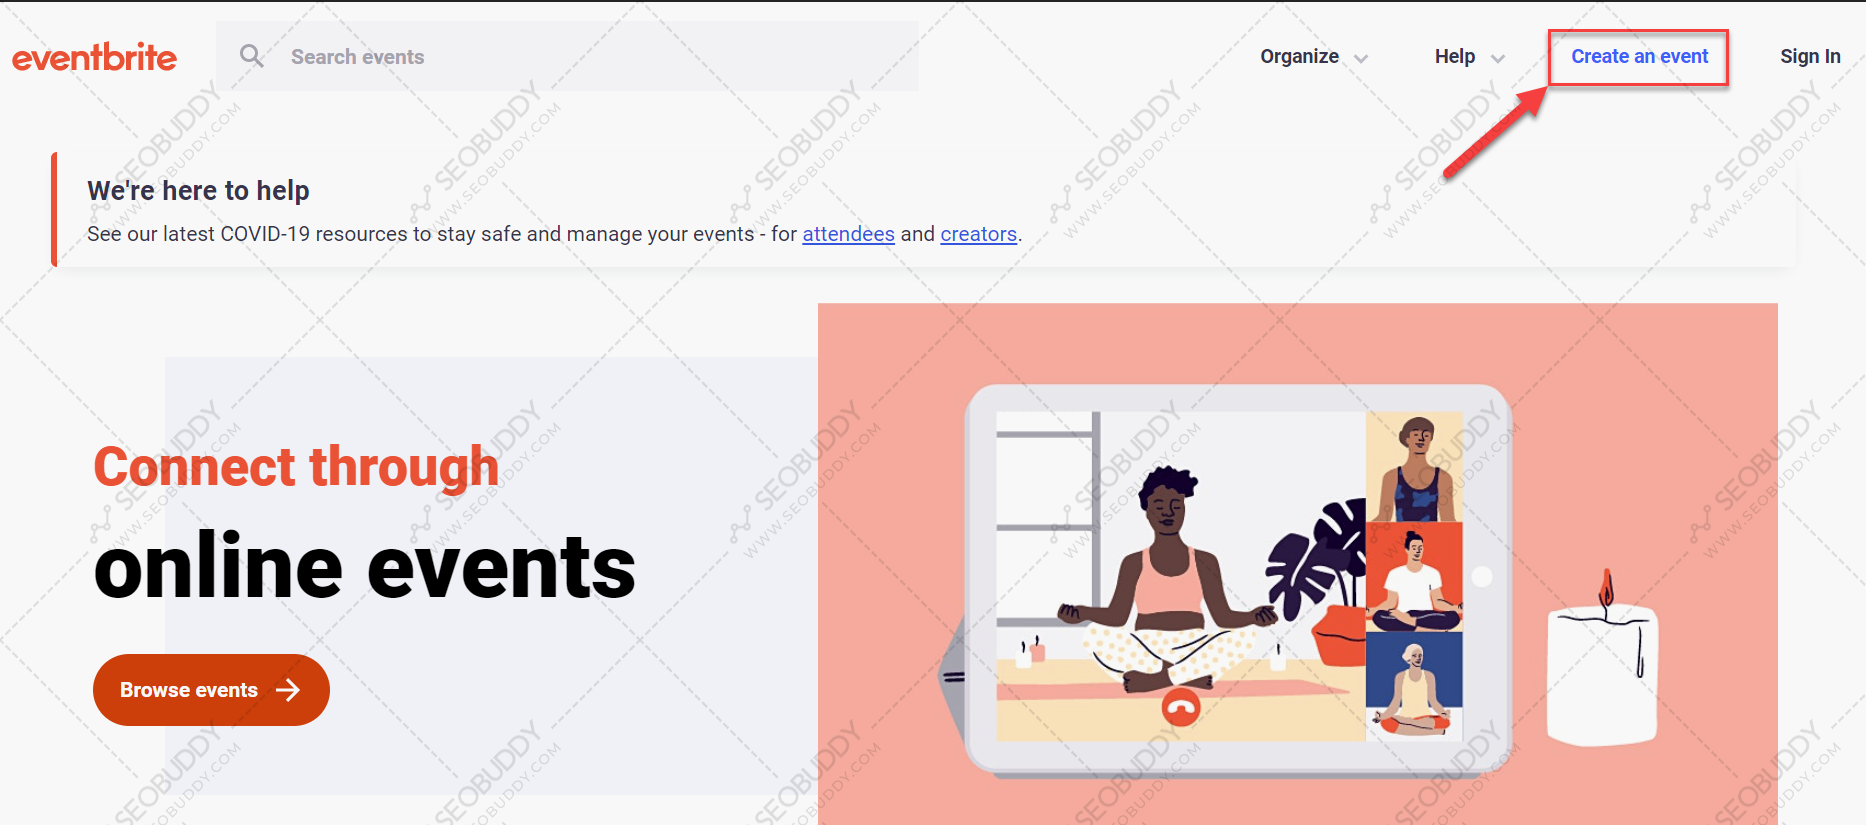 eventbrite
Search events
Organize
Help
Create an event
Sign In
We're here to help
See our latest COVID-19 resources to stay safe and manage your events - for attendees and creators.
Connect through
online events
Browse events
SEOBUDDY
WWW.SEOBUDDY.COM